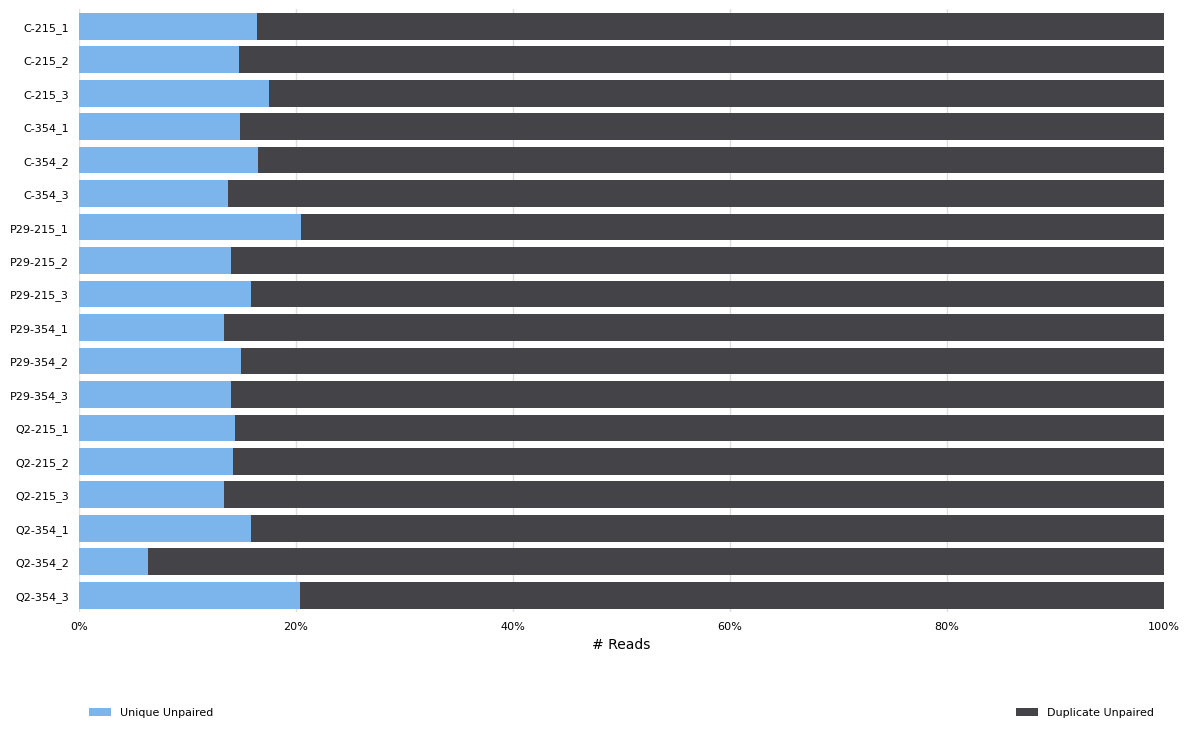 C-215_1
C-215_2
C-215_3
C-354_1
C-354_2
C-354_3
P29-215_1
P29-215_2
P29-215_3
P29-354_1
P29-354_2
P29-354_3
Q2-215_1
Q2-215_2
Q2-215_3
Q2-354_1
Q2-354_2
Q2-354_3
0% 20% 40% 60% 80% 100%
# Reads
Unique Unpaired Duplicate Unpaired